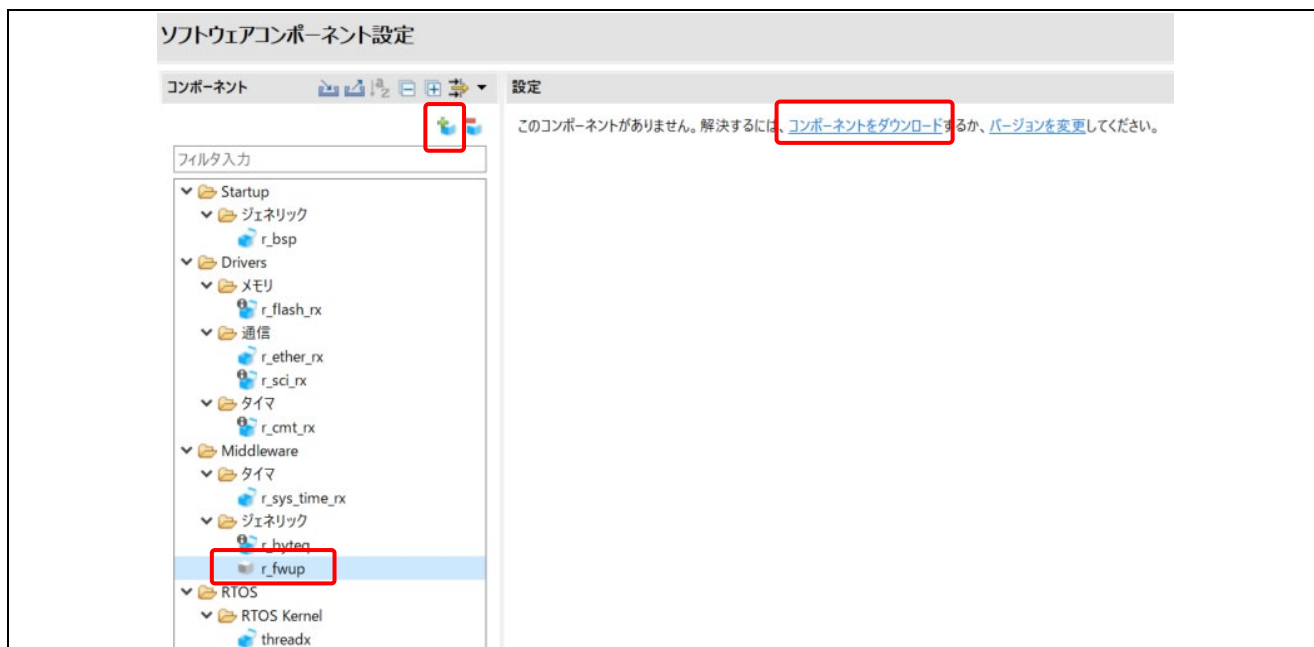 ソフトウェアコンポーネント設定
コンポーネント
設定
このコンポーネントがありません。解決するには、コンポーネントをダウンロードするか、バージョンを変更してください。
フィルタ入力
Startup
ジェネリック
r_bsp
Drivers
メモリ
r_flash_rx
通信
r_ether_rx
r_sci_rx
タイマ
r_cmt_rx
Middleware
タイマ
r_sys_time_rx
ジェネリック
r_byteq
r_fwup
RTOS
RTOS Kernel
threadx